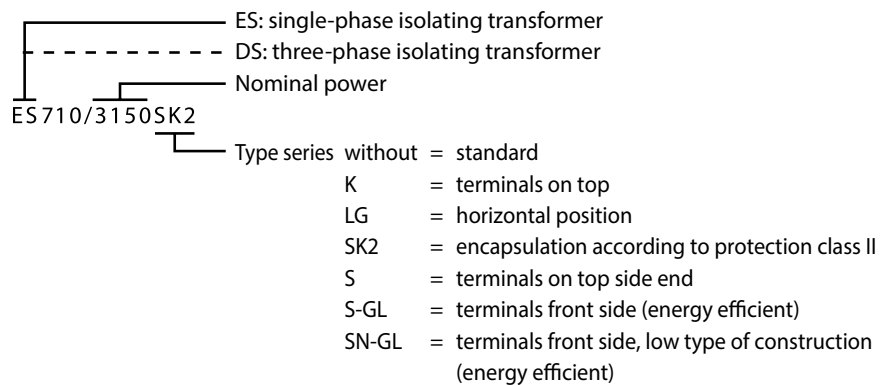 ES: single-phase isolating transformer
DS: three-phase isolating transformer
Nominal power
ES710/3150SK2
Type series without = standard
K = terminals on top
LG = horizontal position
SK2 = encapsulation according to protection class II
S = terminals on top side end
S-GL = terminals front side (energy efficient)
SN-GL = terminals front side, low type of construction
(energy efficient)